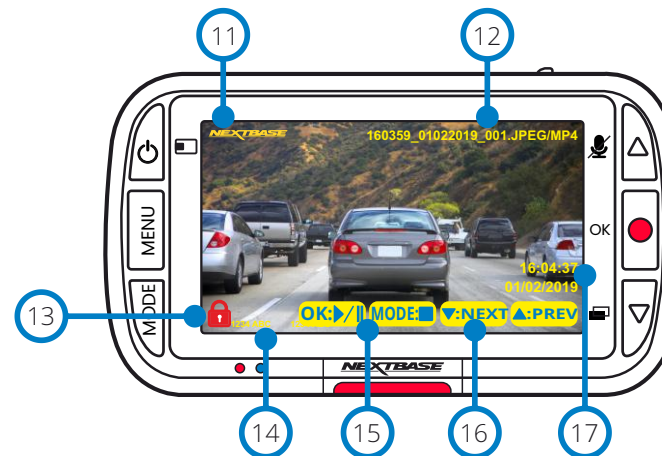 11
12
NEXTBASE
160359_01022019_001.JPEG/MP4
MENU
OK
16:04:37
01/02/2019
13
MODE
OK:▶/II
MODE:■
▼:NEXT
▲:PREV
NEXTBASE
14
15
16
17